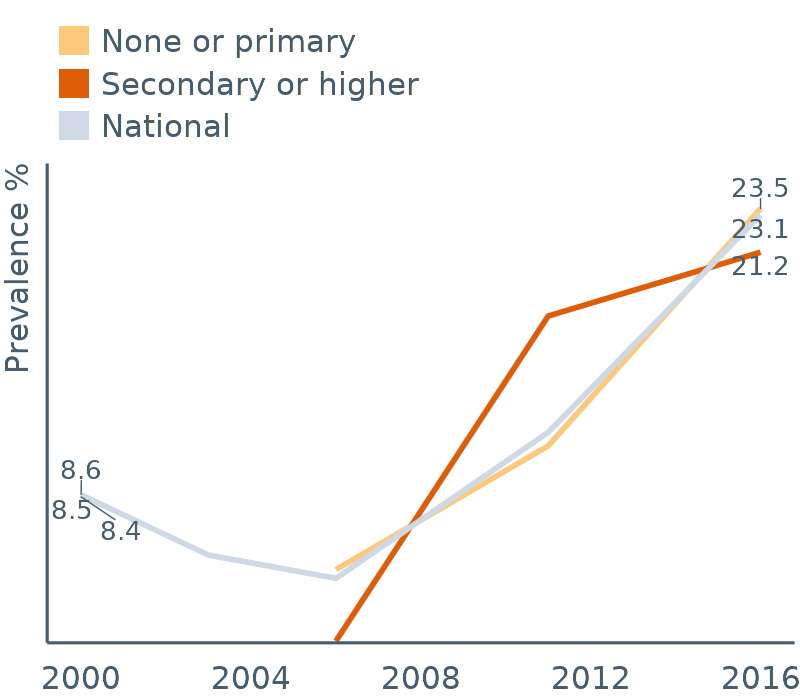 None or primary
Secondary or higher
National
Prevalence %
23.5
23.1
21.2
8.6
8.5
8.4
2000 2004 2008 2012 2016